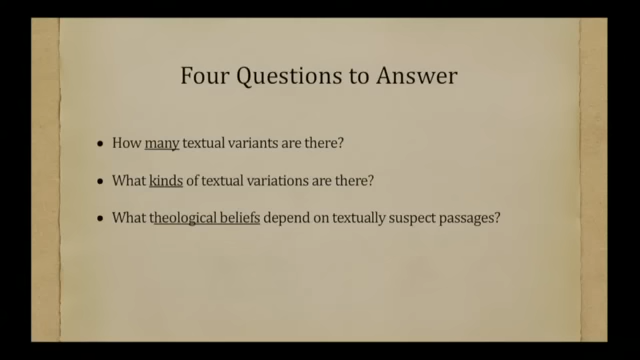 Four Questions to Answer
• How many textual variants are there?
• What kinds of textual variations are there?
• What theological beliefs depend on textually suspect passages?